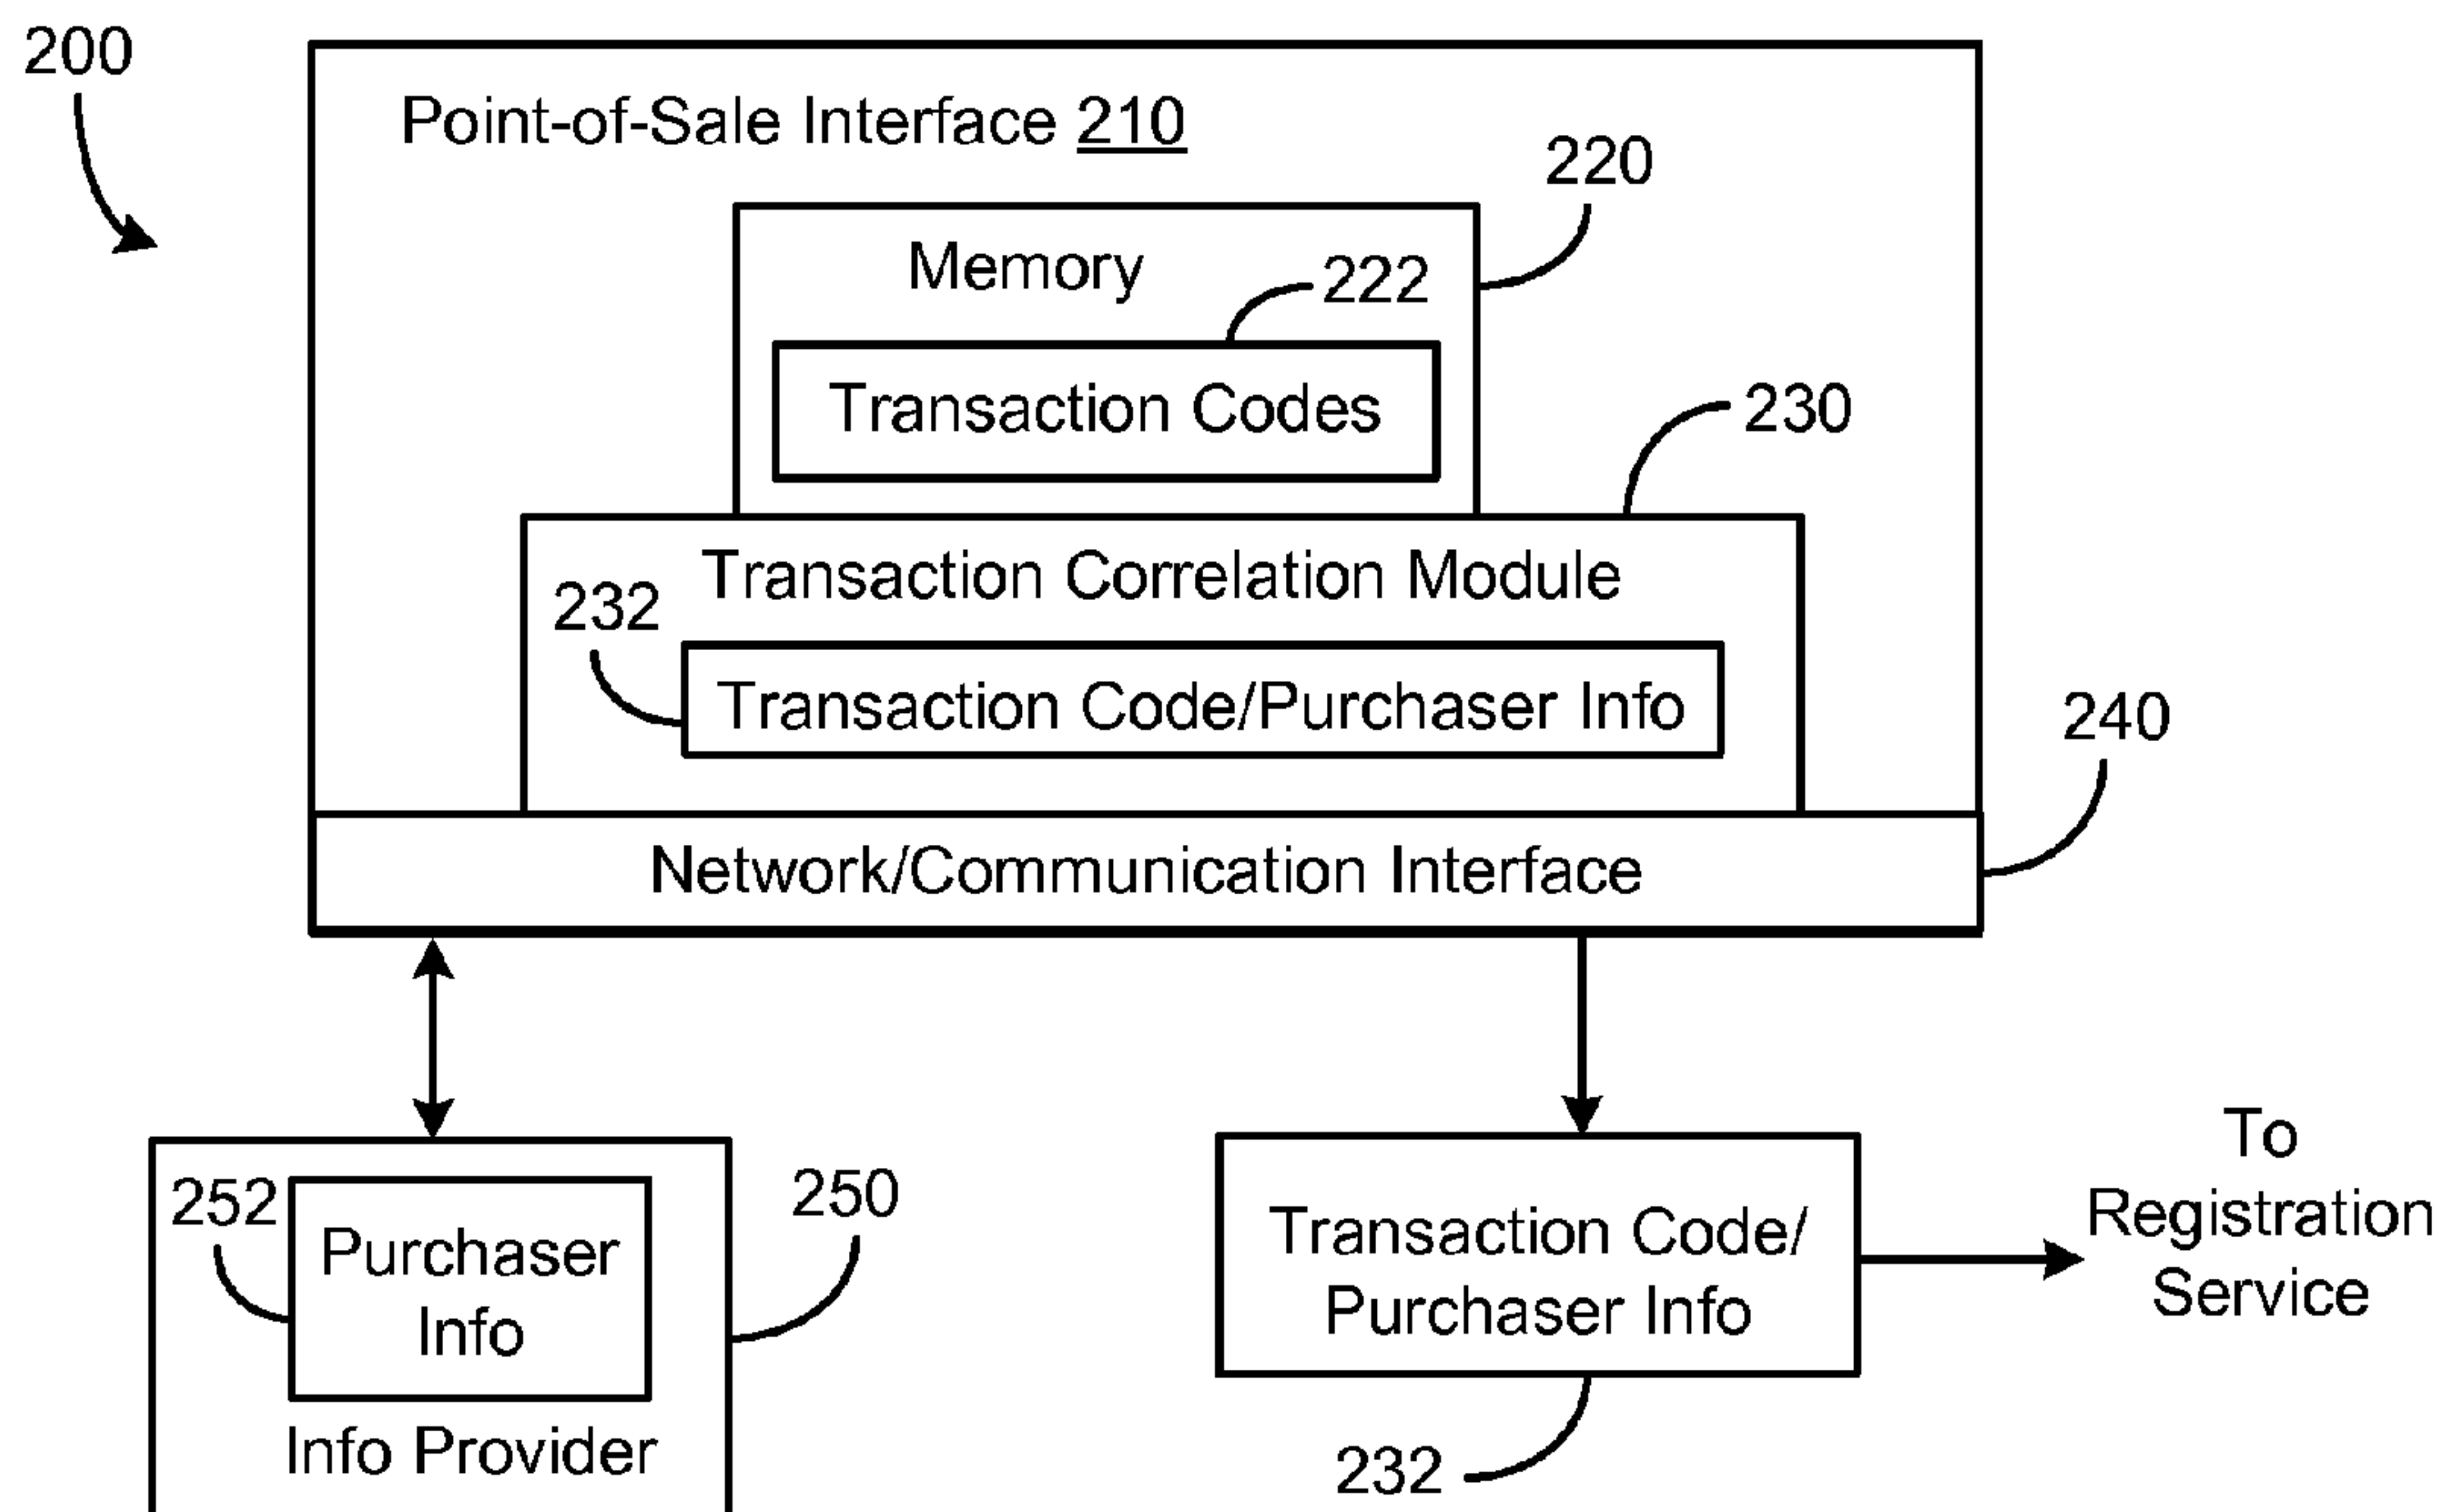 200
Point-of-Sale Interface 210
220
Memory
222
Transaction Codes
230
Transaction Correlation Module
232
Transaction Code/Purchaser Info
240
Network/Communication Interface
252
Purchaser
Info
250
Info Provider
Transaction Code/
Purchaser Info
232
To
Registration
Service